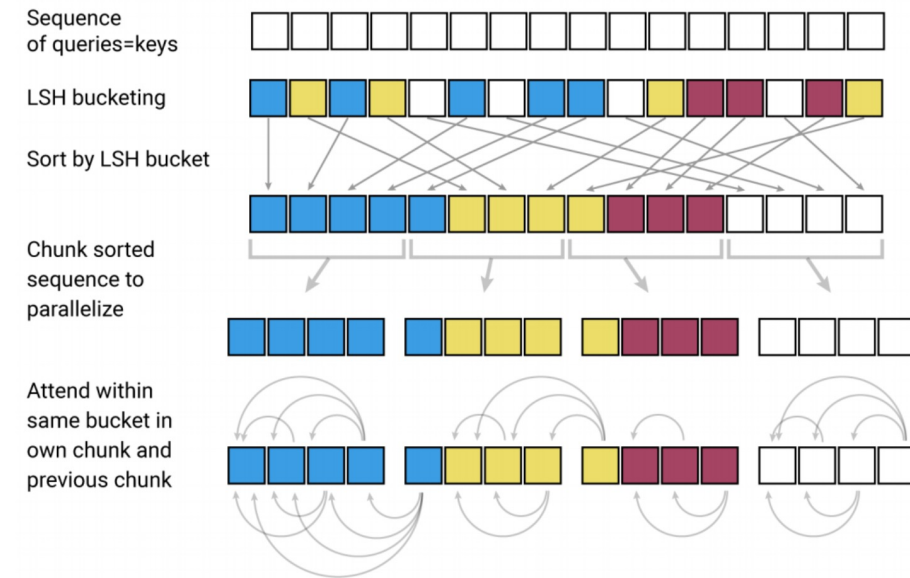 Sequence
of queries=keys
LSH bucketing
Sort by LSH bucket
Chunk sorted
sequence to
parallelize
Attend within
same bucket in
own chunk and
previous chunk